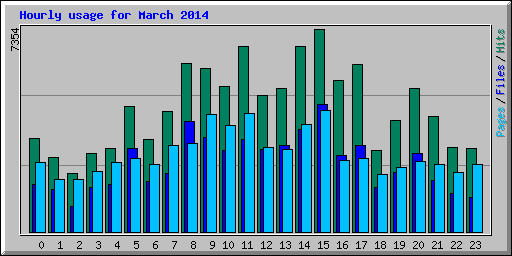 Hourly usage for March 2014
7354
Pages / Files / Hits
0 1 2 3 4 5 6 7 8 9 10 11 12 13 14 15 16 17 18 19 20 21 22 23